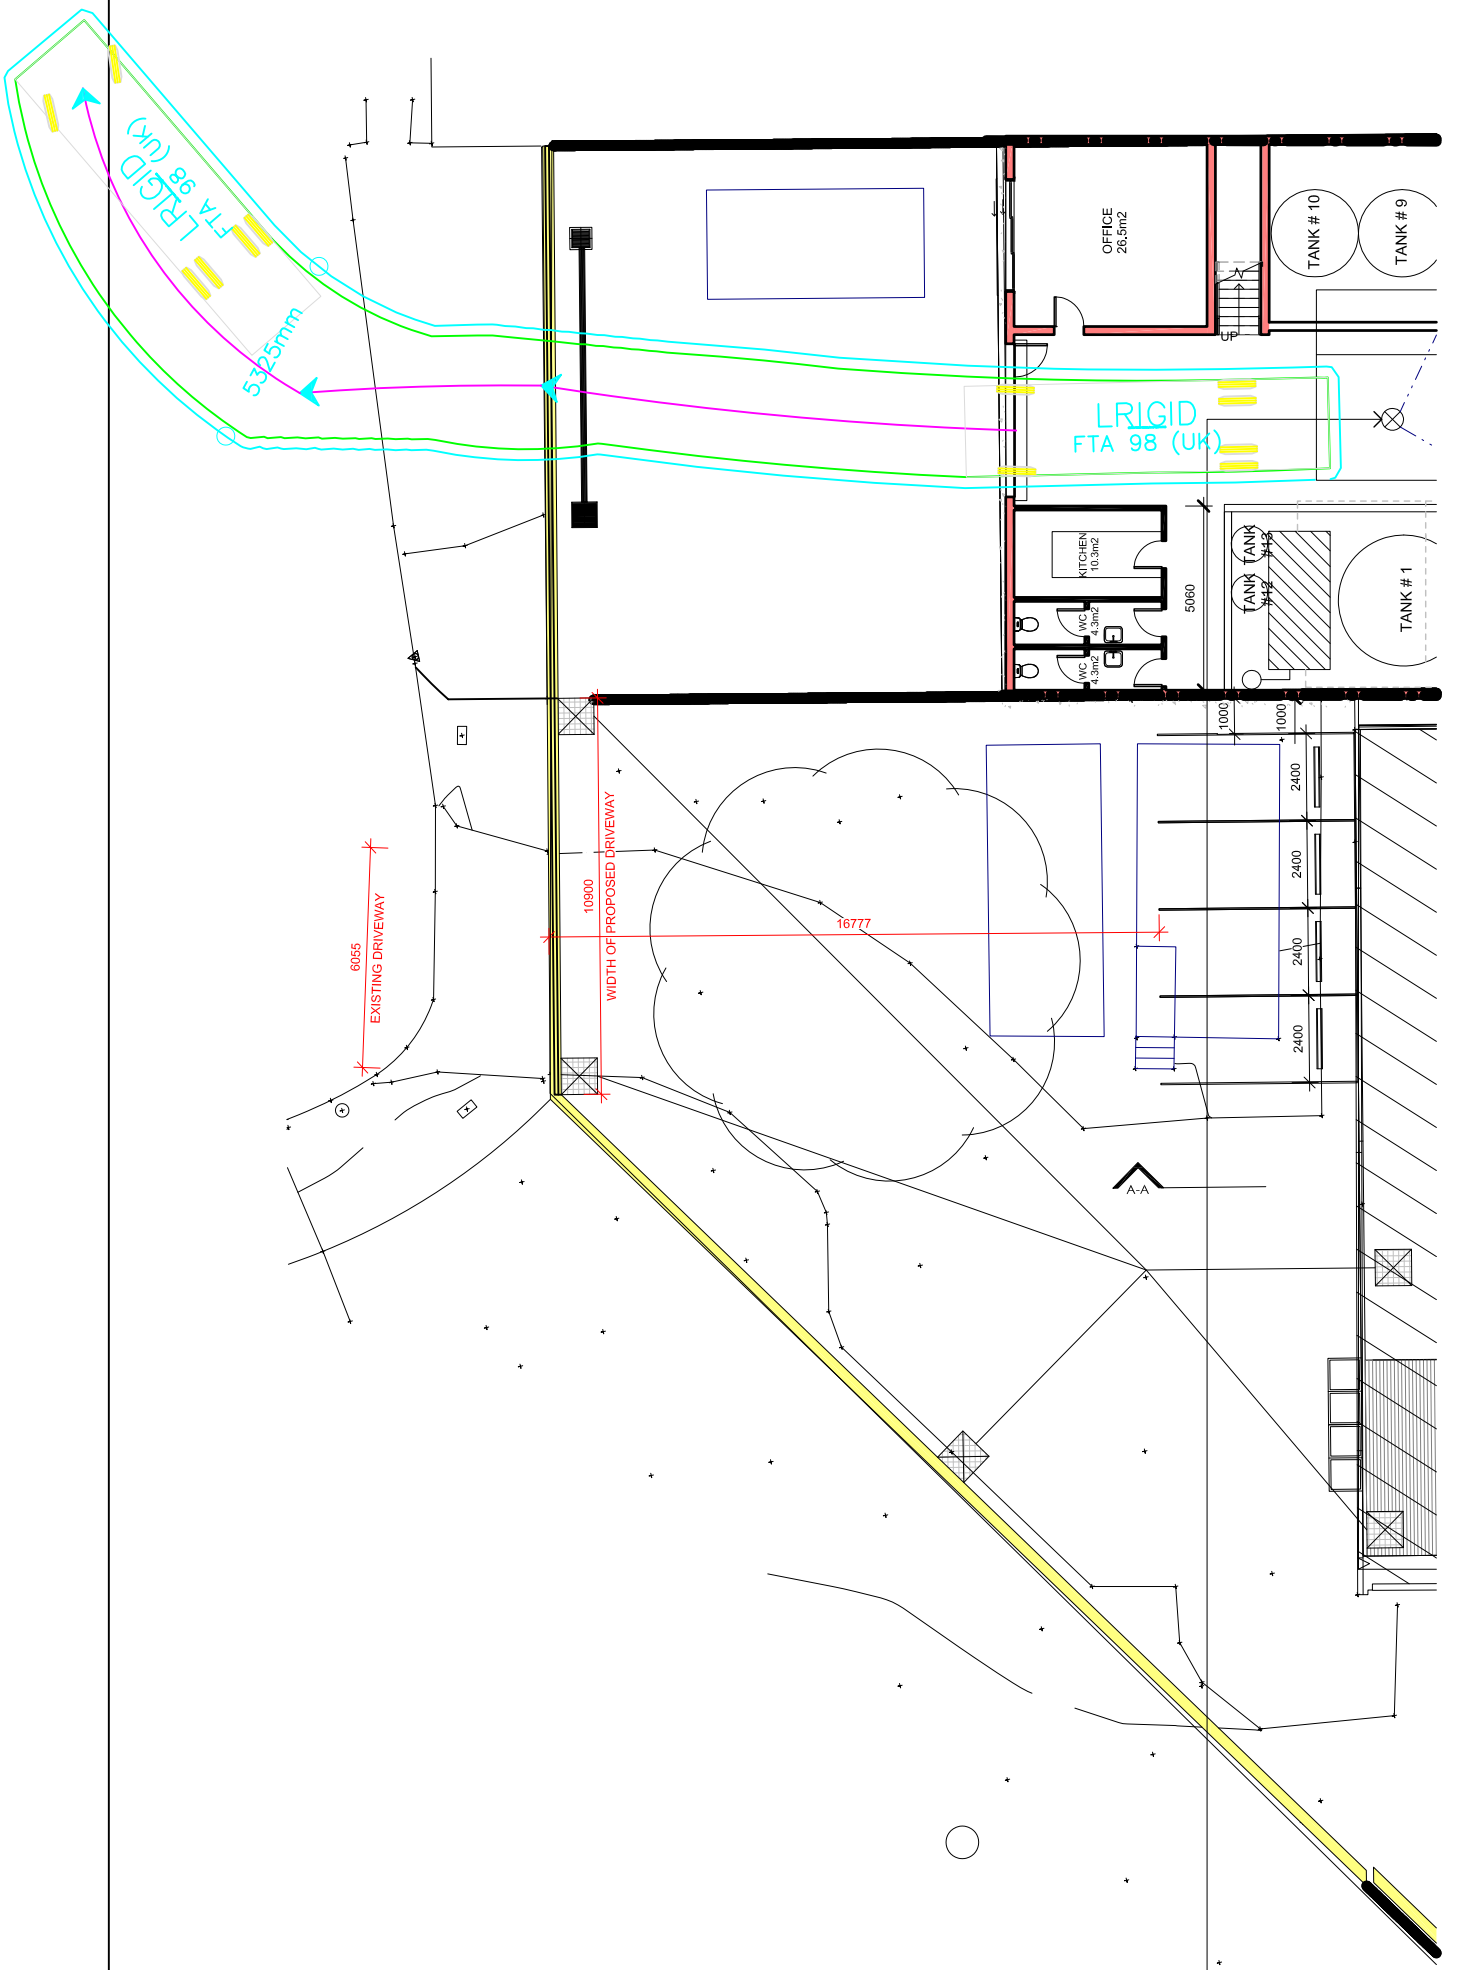 LRIGID
FTA 98 (UK)
5325mm
OFFICE
26.5m2
UP
TANK # 10
TANK # 9
LRIGID
FTA 98 (UK)
KITCHEN
10.3m2
WC
4.3m2
WC
4.3m2
5060
TANK
#13
TANK
#12
TANK # 1
1000
1000
2400
2400
2400
2400
10900
WIDTH OF PROPOSED DRIVEWAY
16777
6055
EXISTING DRIVEWAY
A-A